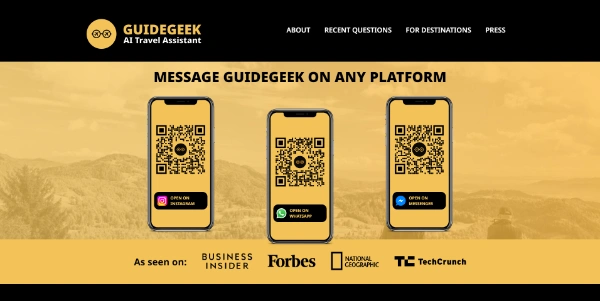 GUIDEGEEK
AI Travel Assistant
ABOUT RECENT QUESTIONS FOR DESTINATIONS PRESS
MESSAGE GUIDEGEEK ON ANY PLATFORM
OPEN ON
INSTAGRAM
OPEN ON
WHATSAPP
OPEN ON
MESSENGER
As seen on:
BUSINESS
INSIDER
Forbes
NATIONAL
GEOGRAPHIC
TC TechCrunch